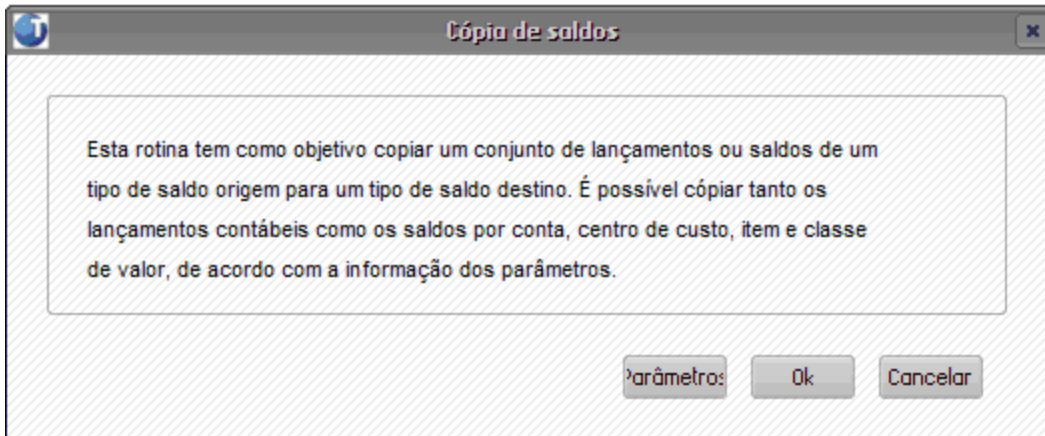 Cópia de saldos
Esta rotina tem como objetivo copiar um conjunto de lançamentos ou saldos de um
tipo de saldo origem para um tipo de saldo destino. É possível cópiar tanto os
lançamentos contábeis como os saldos por conta, centro de custo, item e classe
de valor, de acordo com a informação dos parâmetros.
Parâmetros Ok Cancelar